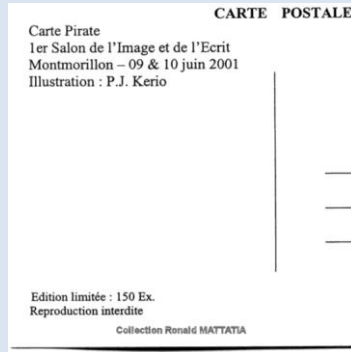 CARTE POSTALE
Carte Pirate
1er Salon de l'Image et de l'Ecrit
Montmorillon – 09 & 10 juin 2001
Illustration : P.J. Kerio
Edition limitée : 150 Ex.
Reproduction interdite
Collection Ronald MATTATIA